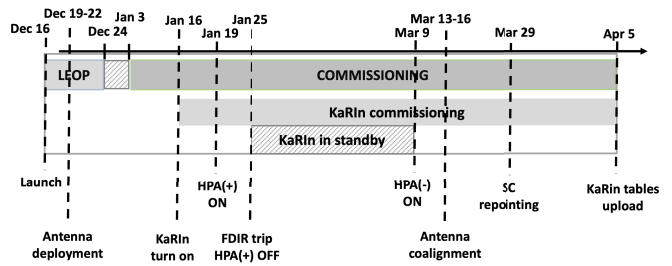 Dec 16
Dec 19-22
Dec 24
Jan 3
Jan 16
Jan 19
Jan 25
Mar 9
Mar 13-16
Mar 29
Apr 5
LEOP
COMMISSIONING
KaRIn commissioning
KaRIn in standby
Launch
Antenna
deployment
KaRIn
turn on
HPA(+)
ON
FDIR trip
HPA(+) OFF
HPA(-)
ON
Antenna
coalignment
SC
repointing
KaRin tables
upload